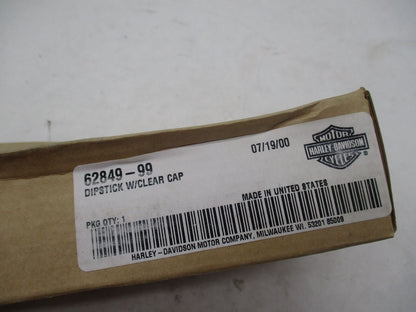 62849-99
07/19/00
DIPSTICK W/CLEAR CAP
MOTOR
HARLEY-DAVIDSON
CYCLES
®
MADE IN UNITED STATES
PKG QTY: 1
HARLEY-DAVIDSON MOTOR COMPANY, MILWAUKEE WI. 53201 95009